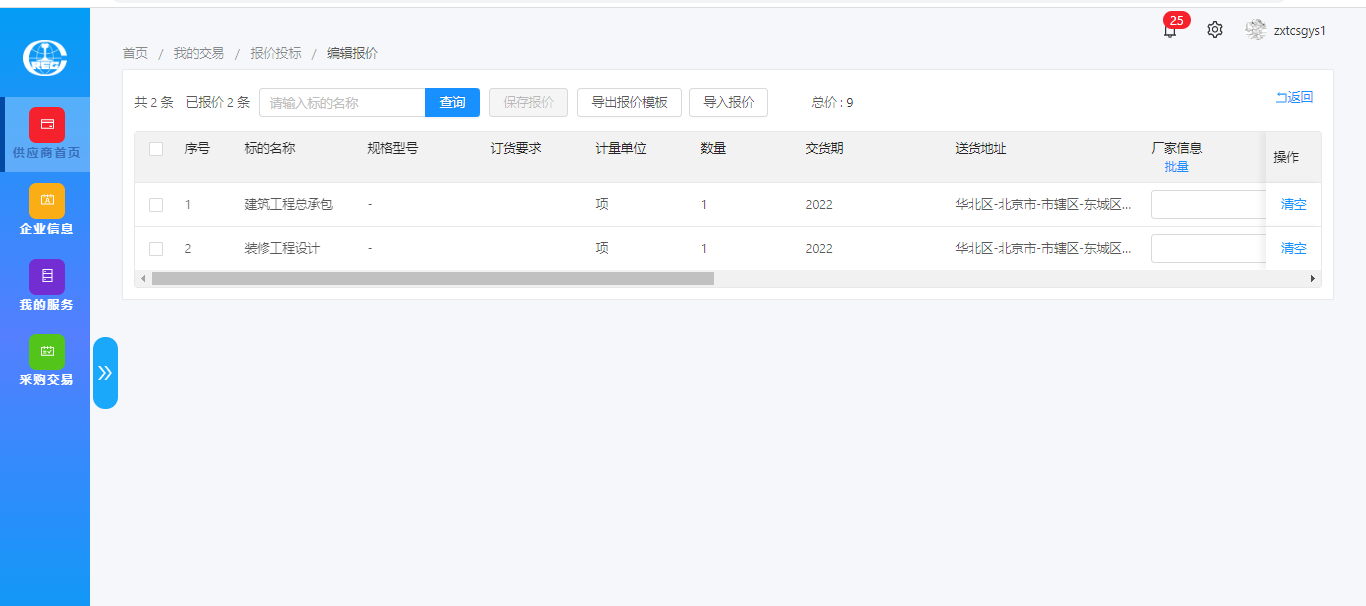 25
zxtcsgys1
首页 / 我的交易 / 报价投标 / 编辑报价
CREC
供应商首页
企业信息
我的服务
采购交易
共 2 条 已报价 2 条 请输入标的名称 查询 保存报价 导出报价模板 导入报价 总价 : 9 返回
序号 标的名称 规格型号 订货要求 计量单位 数量 交货期 送货地址 厂家信息 操作
批量
1 建筑工程总承包 - 项 1 2022 华北区-北京市-市辖区-东城区... 清空
2 装修工程设计 - 项 1 2022 华北区-北京市-市辖区-东城区... 清空